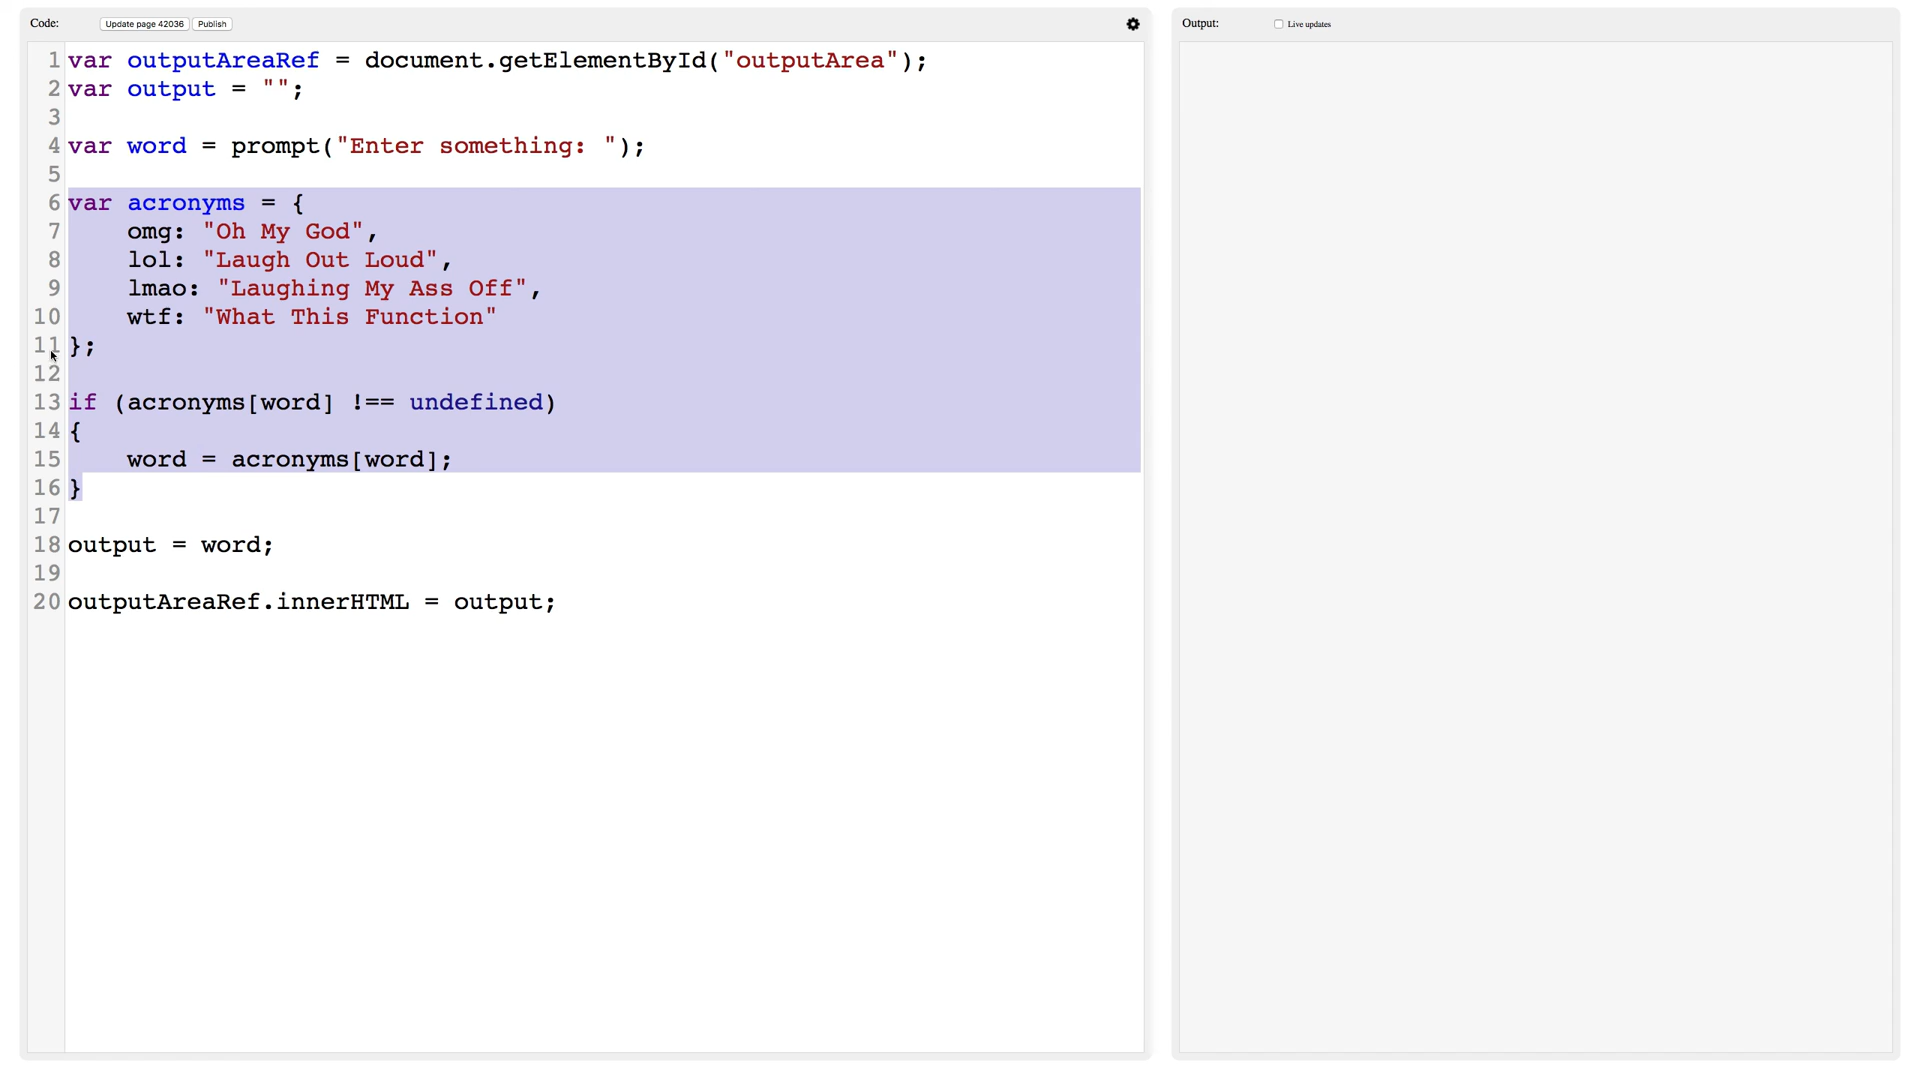 Code: Update page 42036 Publish
1 var outputAreaRef = document.getElementById("outputArea");
2 var output = "";
3
4 var word = prompt("Enter something: ");
5
6 var acronyms = {
7     omg: "Oh My God",
8     lol: "Laugh Out Loud",
9     lmao: "Laughing My Ass Off",
10     wtf: "What This Function"
11 };
12
13 if (acronyms[word] !== undefined)
14 {
15     word = acronyms[word];
16 }
17
18 output = word;
19
20 outputAreaRef.innerHTML = output;
Output: Live updates